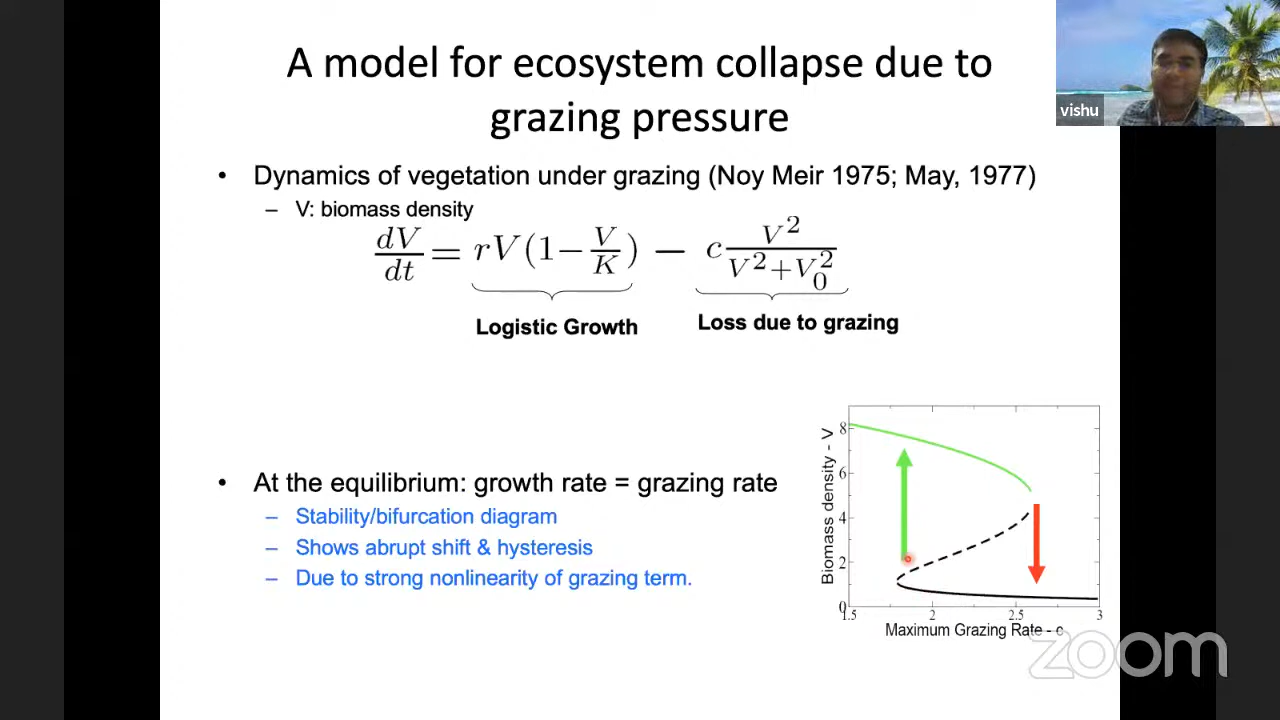 A model for ecosystem collapse due to
grazing pressure
vishu
• Dynamics of vegetation under grazing (Noy Meir 1975; May, 1977)
– V: biomass density
dV/dt = rV(1−V/K) − c V²/(V²+V₀²)
Logistic Growth
Loss due to grazing
• At the equilibrium: growth rate = grazing rate
– Stability/bifurcation diagram
– Shows abrupt shift & hysteresis
– Due to strong nonlinearity of grazing term.
Biomass density - V
8
6
4
2
0
1.5 2 2.5 3
Maximum Grazing Rate - c
zoom